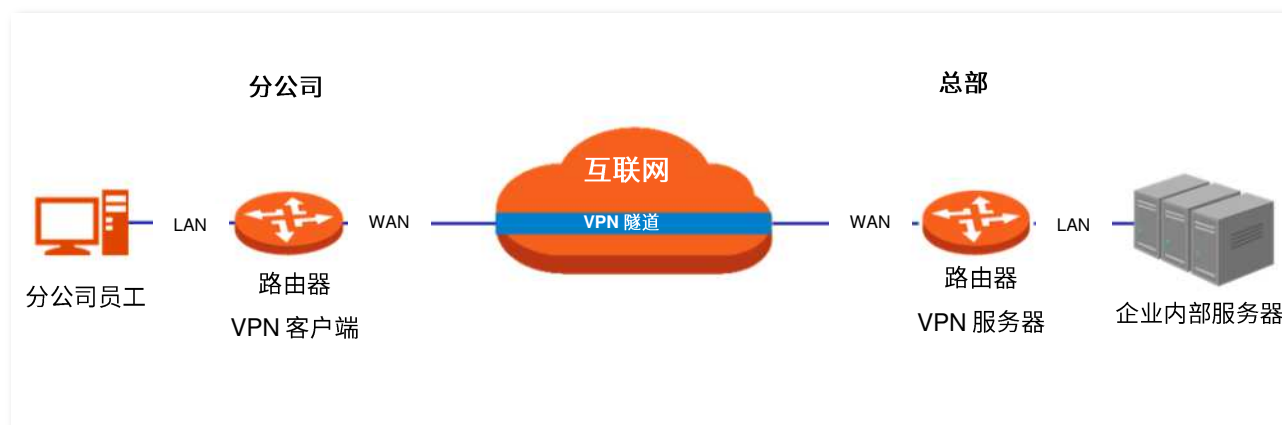 分公司
总部
互联网
VPN 隧道
LAN
WAN
WAN
LAN
分公司员工
路由器
VPN 客户端
路由器
VPN 服务器
企业内部服务器